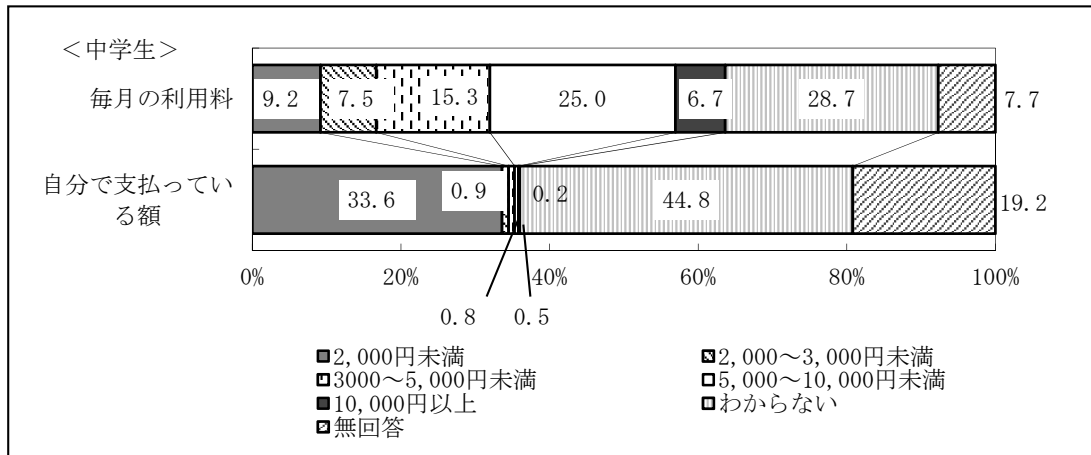 ＜中学生＞
毎月の利用料
9.2 7.5 15.3 25.0 6.7 28.7 7.7
自分で支払ってい
る額
33.6 0.9 0.2 44.8 19.2
0% 20% 40% 60% 80% 100%
0.8 0.5
2,000円未満 2,000～3,000円未満
3000～5,000円未満 5,000～10,000円未満
10,000円以上 わからない
無回答